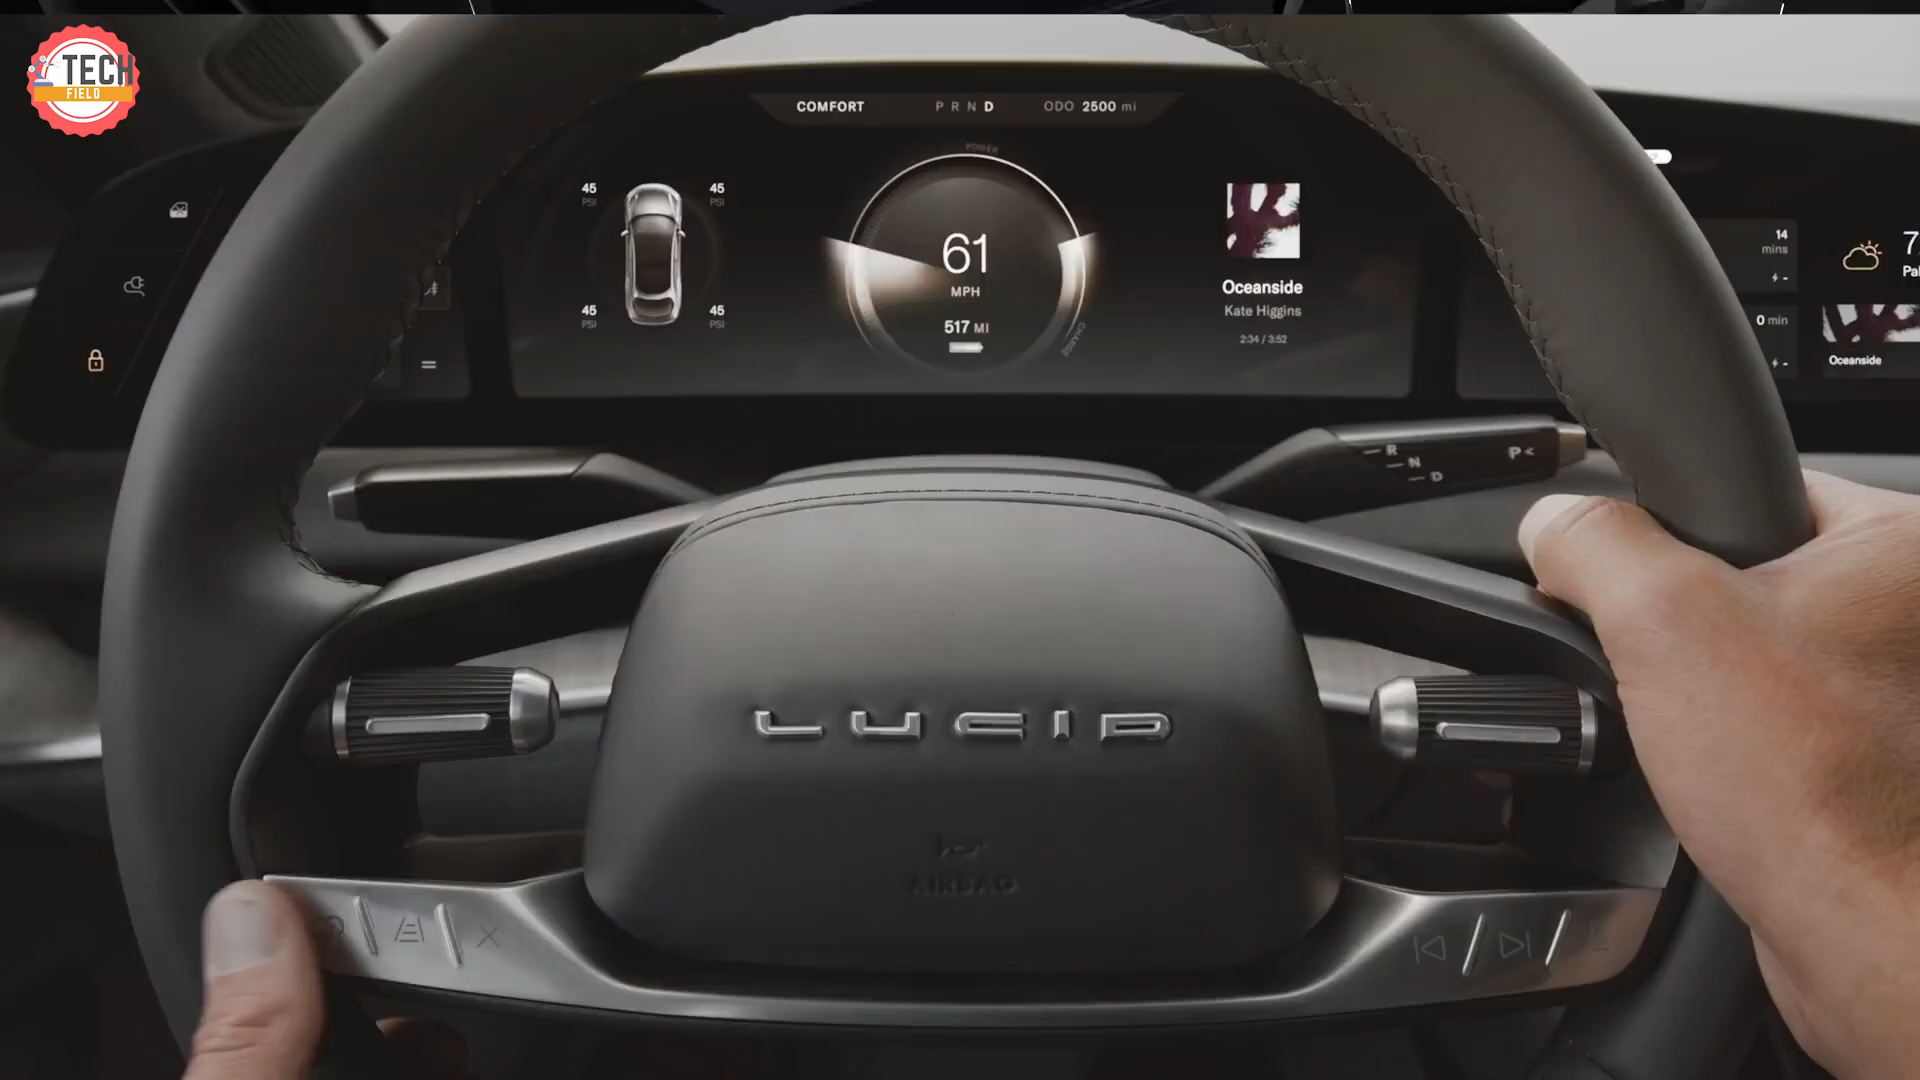 TECH
FIELD
COMFORT
P R N D
ODO 2500 mi
POWER
45
PSI
45
PSI
45
PSI
45
PSI
61
MPH
517 MI
CHARGE
Oceanside
Kate Higgins
2:34 / 3:52
14
mins
0 min
Oceanside
R
N
D
P<
LUCID
AIRBAG